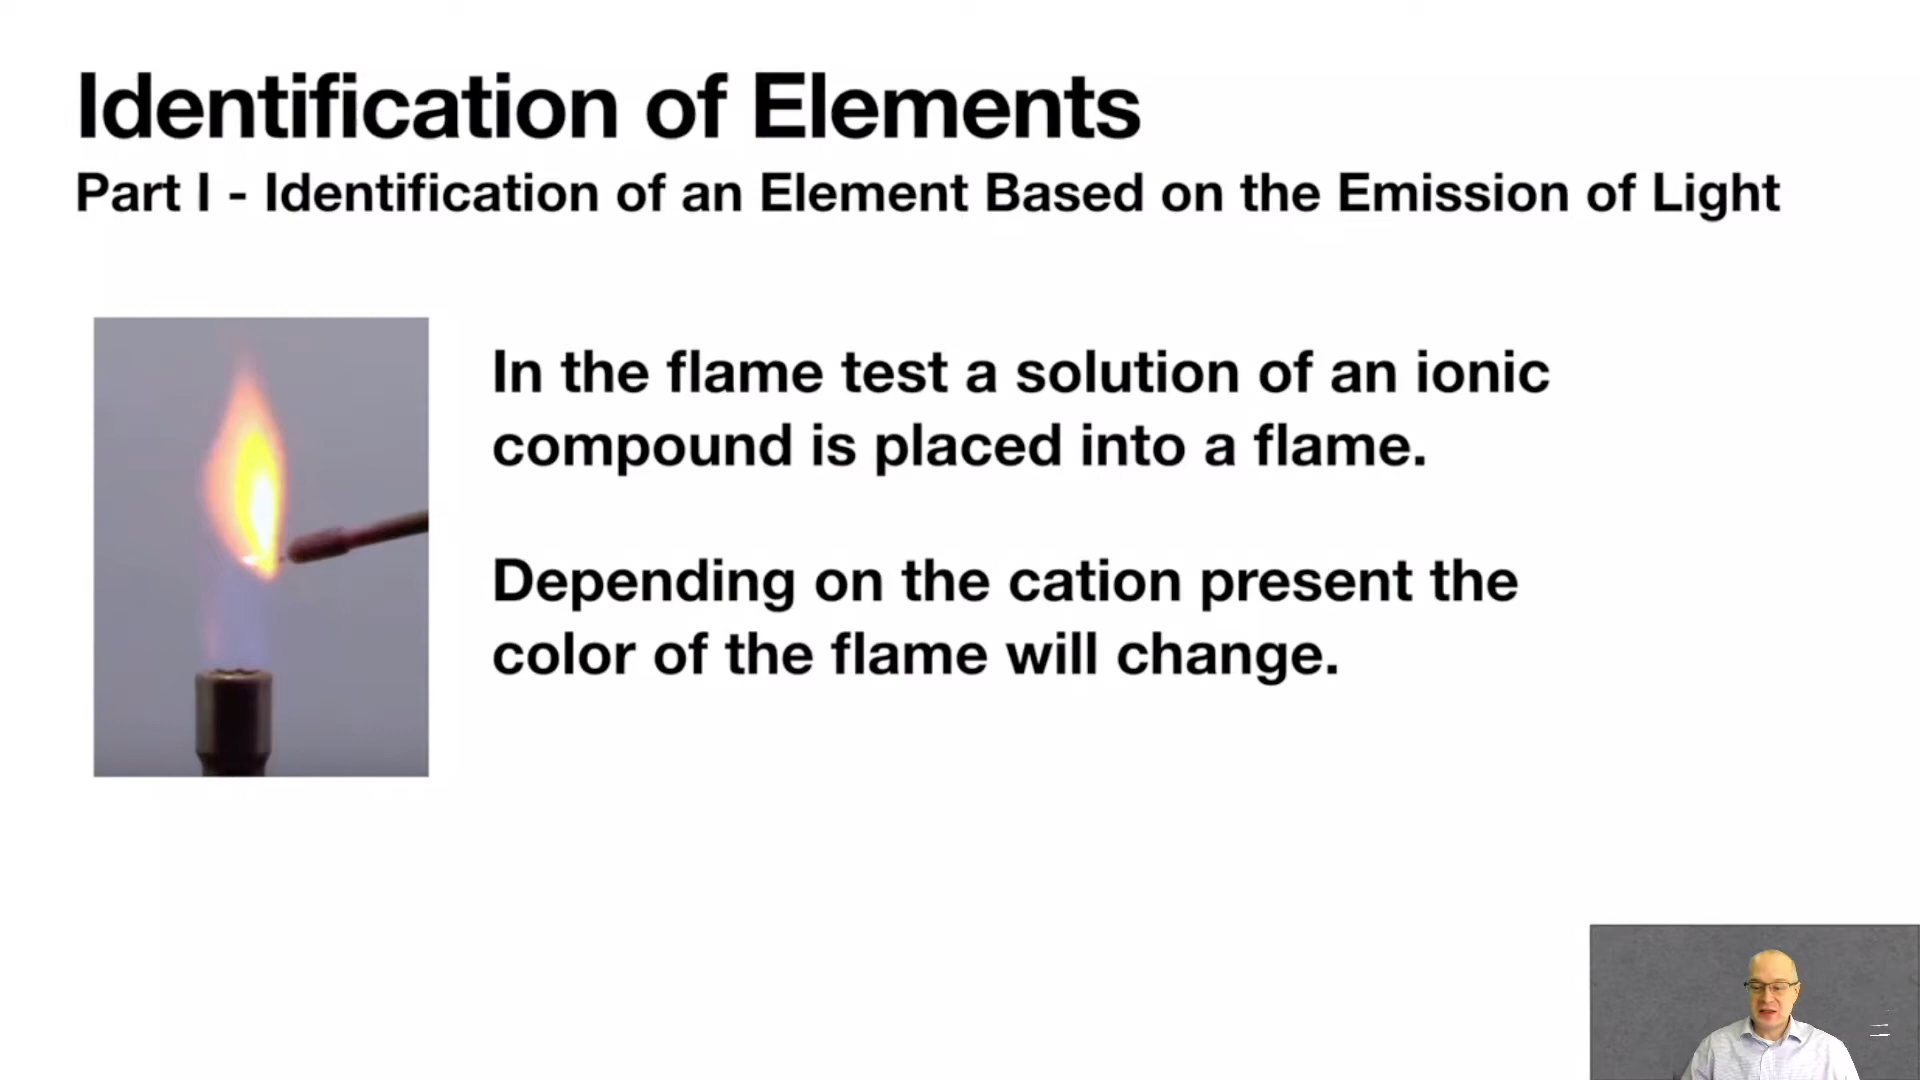 Identification of Elements
Part I - Identification of an Element Based on the Emission of Light
In the flame test a solution of an ionic
compound is placed into a flame.
Depending on the cation present the
color of the flame will change.